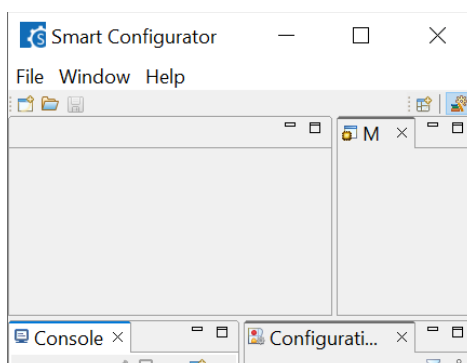 Smart Configurator
File Window Help
M
Console
Configurati...